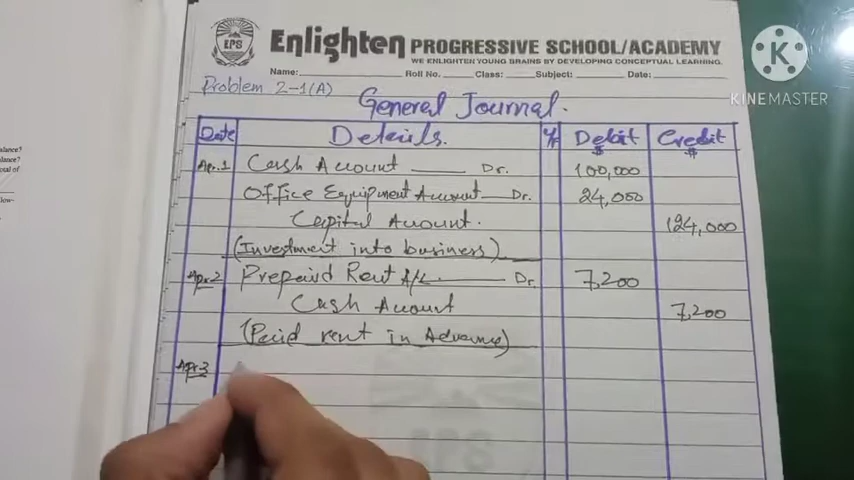 Enlighten PROGRESSIVE SCHOOL/ACADEMY
WE ENLIGHTEN YOUNG BRAINS BY DEVELOPING CONCEPTUAL LEARNING.
EPS
Name: Roll No. Class: Subject: Date:
Problem 2-1(A)
General Journal.
Date Details. Debit Credit
$ $
Apr.1 Cash Account Dr. 100,000
Office Equipment Account Dr. 24,000
Capital Account. 124,000
(Investment into business)
Apr.2 Prepaid Rent A/c Dr. 7,200
Cash Account 7,200
(Paid rent in Advance)
Apr.3
K
KINEMASTER